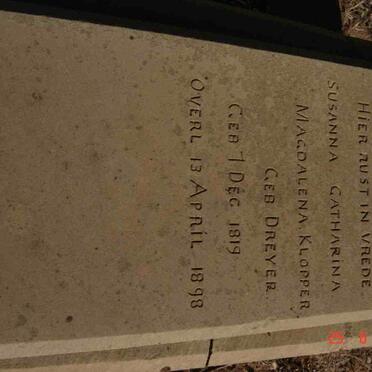 HIER RUST IN VREDE
SUSANNA CATHARINA
MAGDALENA KLOPPER
GEB DREYER
GEB 7 DEC 1819
OVERL 13 APRIL 1898